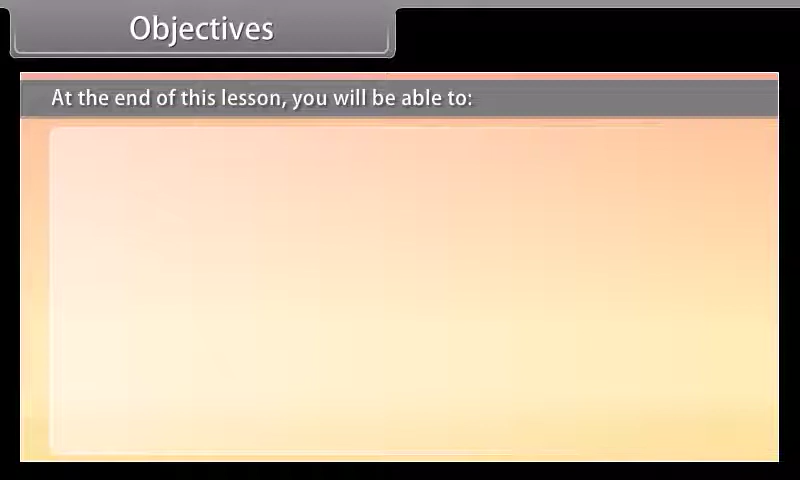 Objectives
At the end of this lesson, you will be able to: